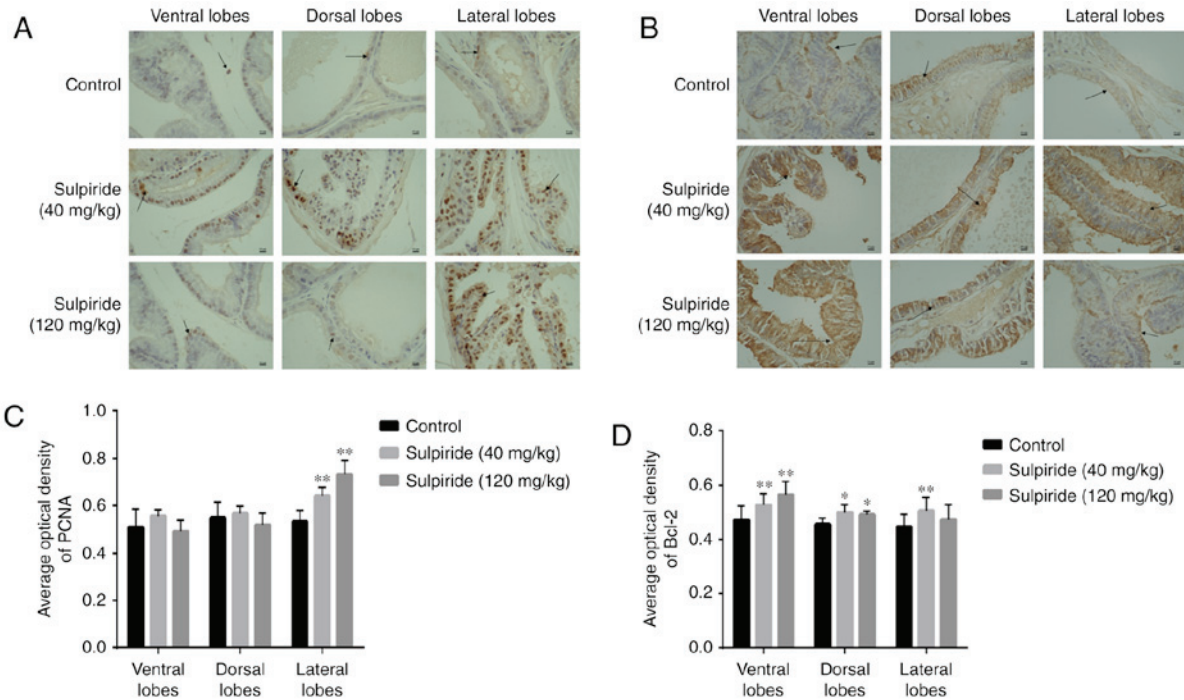 A
Ventral lobes Dorsal lobes Lateral lobes
Control
Sulpiride
(40 mg/kg)
Sulpiride
(120 mg/kg)
B
Ventral lobes Dorsal lobes Lateral lobes
Control
Sulpiride
(40 mg/kg)
Sulpiride
(120 mg/kg)
C
Average optical density
of PCNA
1.0
0.8
0.6
0.4
0.2
0.0
** **
Ventral
lobes
Dorsal
lobes
Lateral
lobes
Control
Sulpiride (40 mg/kg)
Sulpiride (120 mg/kg)
D
Average optical density
of Bcl-2
0.8
0.6
0.4
0.2
0.0
** ** * * **
Ventral
lobes
Dorsal
lobes
Lateral
lobes
Control
Sulpiride (40 mg/kg)
Sulpiride (120 mg/kg)